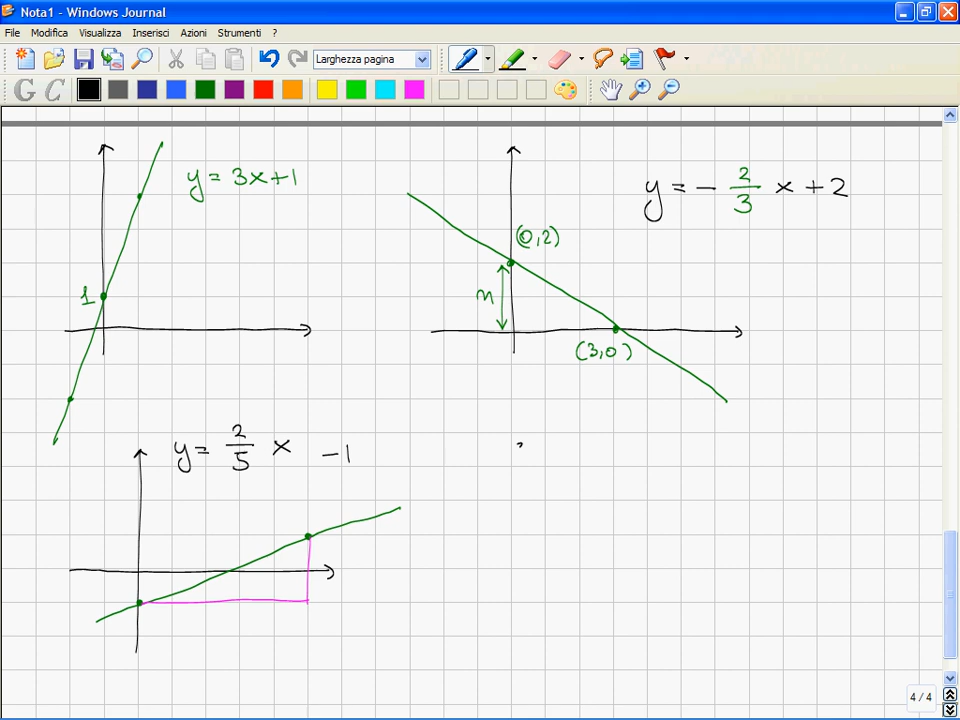 Nota1 - Windows Journal
File Modifica Visualizza Inserisci Azioni Strumenti ?
Larghezza pagina
G C
y = 3x+1
1
(0,2)
n
(3,0)
y = - 2/3 x + 2
y = 2/5 x -1
4 / 4